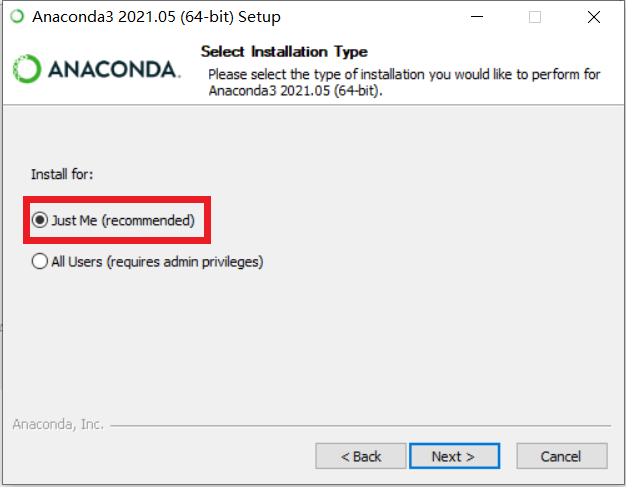 Anaconda3 2021.05 (64-bit) Setup
ANACONDA.
Select Installation Type
Please select the type of installation you would like to perform for
Anaconda3 2021.05 (64-bit).
Install for:
Just Me (recommended)
All Users (requires admin privileges)
Anaconda, Inc.
< Back
Next >
Cancel